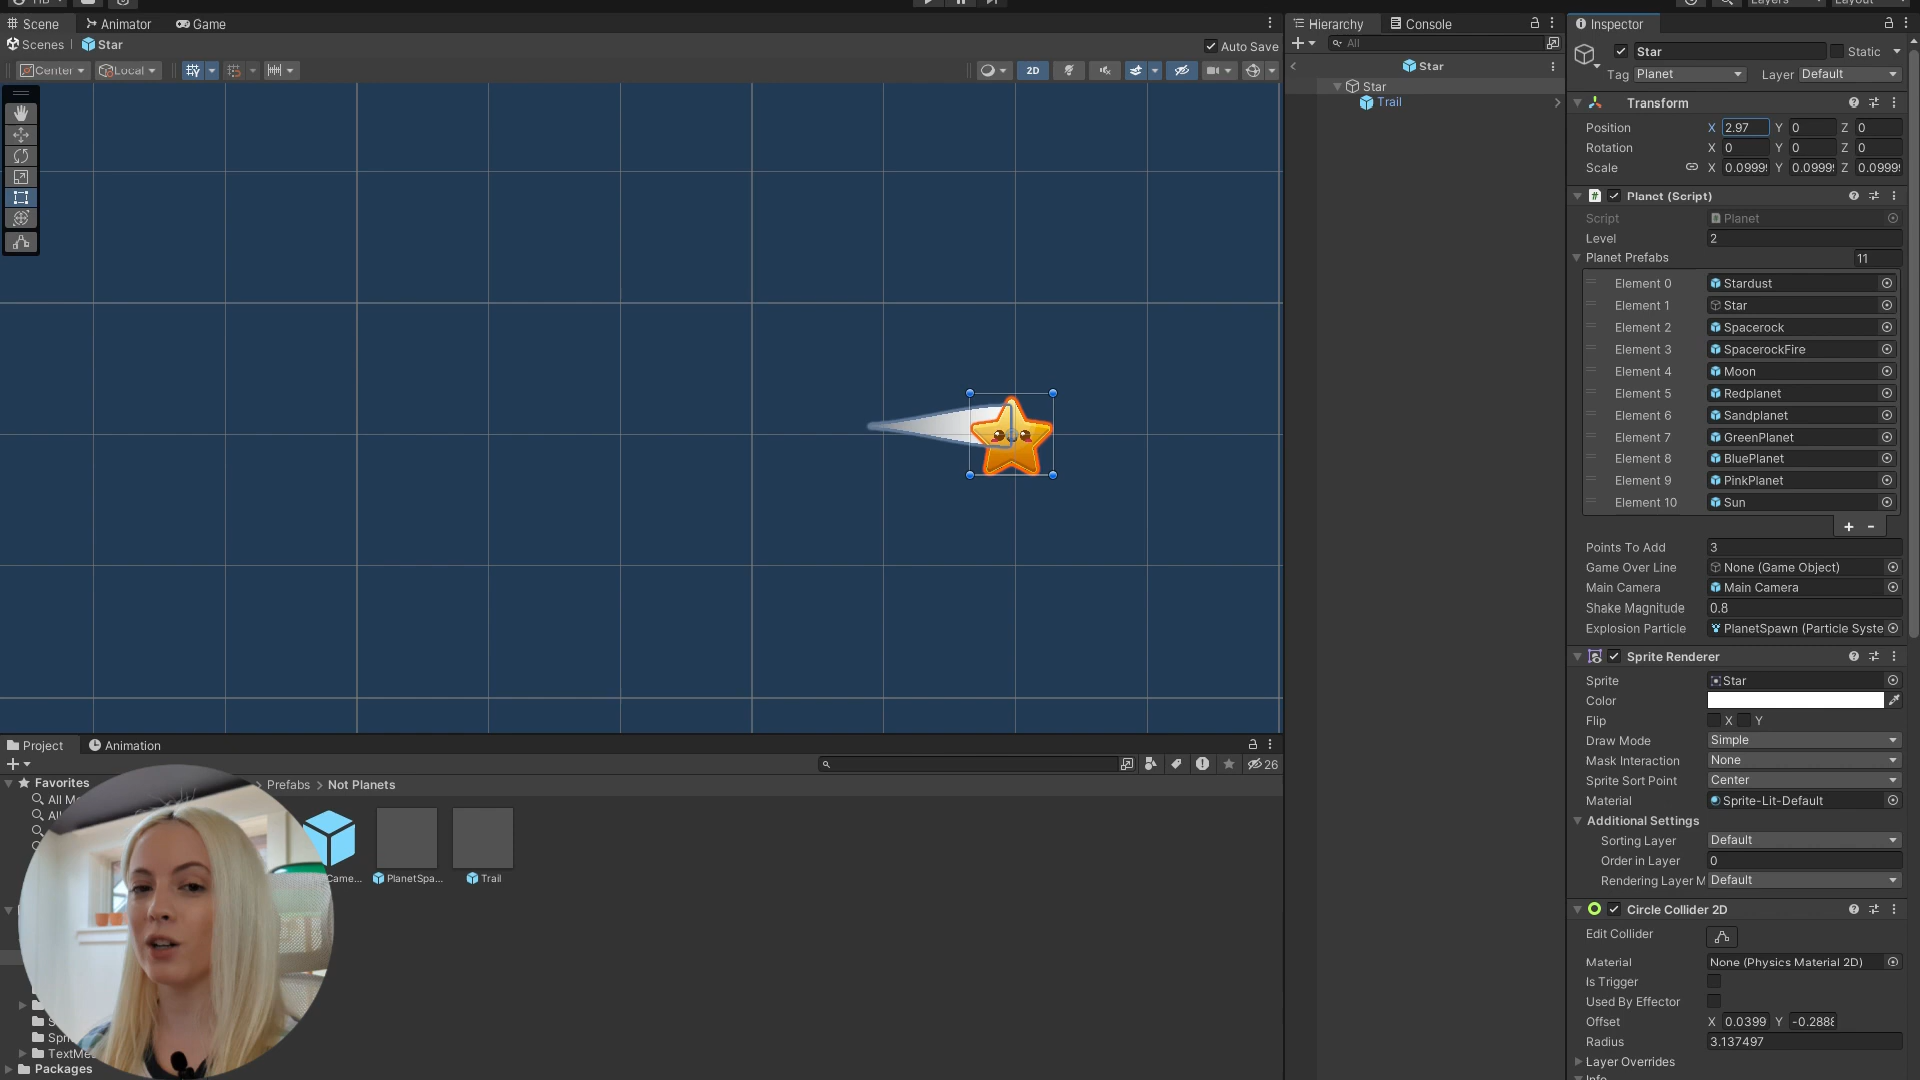 Layers
Layout
Scene
Animator
Game
Hierarchy
Console
Inspector
Scenes
Star
Auto Save
All
Star
Static
Star
Tag Planet Layer Default
Center
Local
2D
Star
Trail
Transform
Position X 2.97 Y 0 Z 0
Rotation X 0 Y 0 Z 0
Scale X 0.0999 Y 0.0999 Z 0.0999
# Planet (Script)
Script Planet
Level 2
Planet Prefabs 11
Element 0 Stardust
Element 1 Star
Element 2 Spacerock
Element 3 SpacerockFire
Element 4 Moon
Element 5 Redplanet
Element 6 Sandplanet
Element 7 GreenPlanet
Element 8 BluePlanet
Element 9 PinkPlanet
Element 10 Sun
+ -
Points To Add 3
Game Over Line None (Game Object)
Main Camera Main Camera
Shake Magnitude 0.8
Explosion Particle PlanetSpawn (Particle Syste
Sprite Renderer
Sprite Star
Color
Flip X Y
Draw Mode Simple
Mask Interaction None
Sprite Sort Point Center
Material Sprite-Lit-Default
Additional Settings
Sorting Layer Default
Order in Layer 0
Rendering Layer M Default
Circle Collider 2D
Edit Collider
Material None (Physics Material 2D)
Is Trigger
Used By Effector
Offset X 0.0399 Y -0.2888
Radius 3.137497
Layer Overrides
Info
Project
Animation
26
Favorites
All M
Al
Prefabs > Not Planets
Came...
PlanetSpa...
Trail
S
Spr
TextMe
Packages